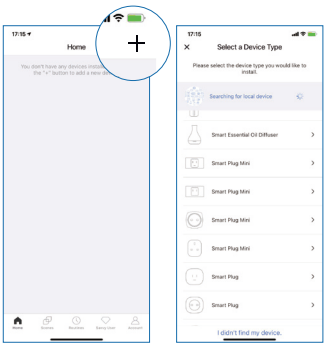 17:15
Home
You don't have any devices
the "+" button to add a new
Home
Scenes
Routines
Account
17:15
Select a Device Type
Please select the device type you would like to
install.
Searching for local device
Smart Essential Oil Diffuser
Smart Plug Mini
Smart Plug Mini
Smart Plug Mini
Smart Plug Mini
Smart Plug
Smart Plug
I didn't find my device.